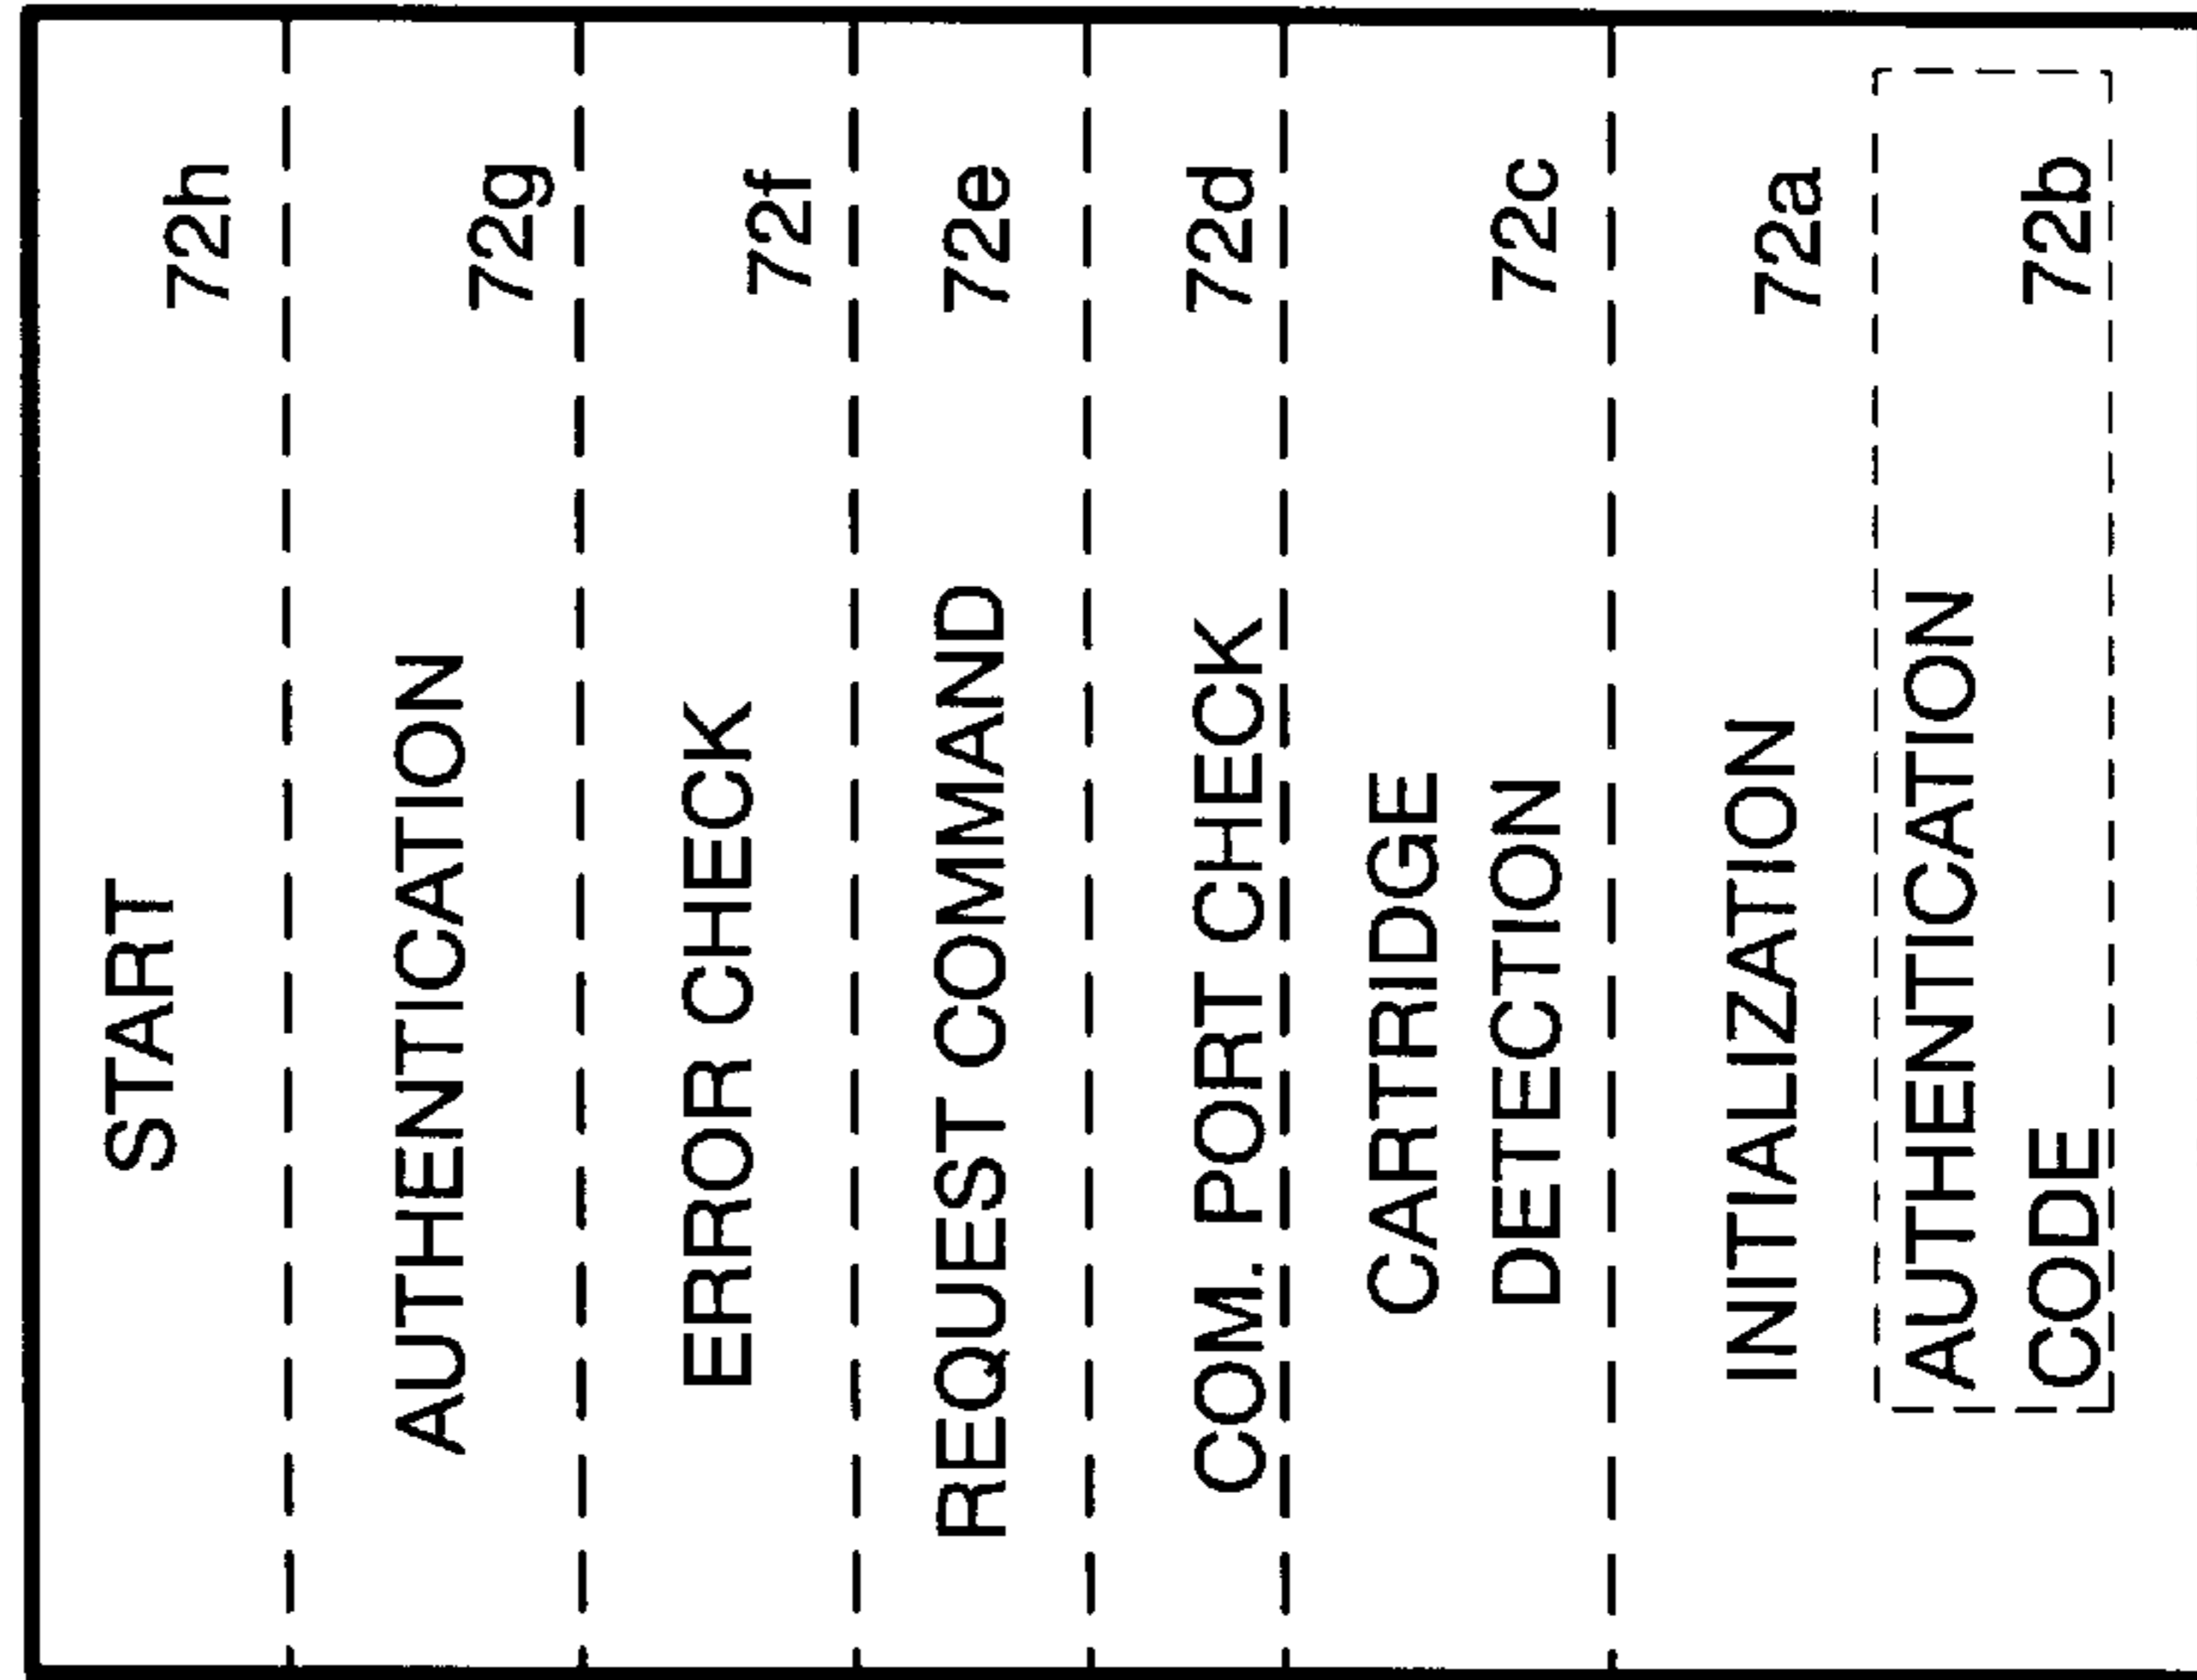 START
72h
AUTHENTICATION
72g
ERROR CHECK
72f
REQUEST COMMAND
72e
COM. PORT CHECK
72d
CARTRIDGE
DETECTION
72c
INITIALIZATION
72a
AUTHENTICATION
CODE
72b